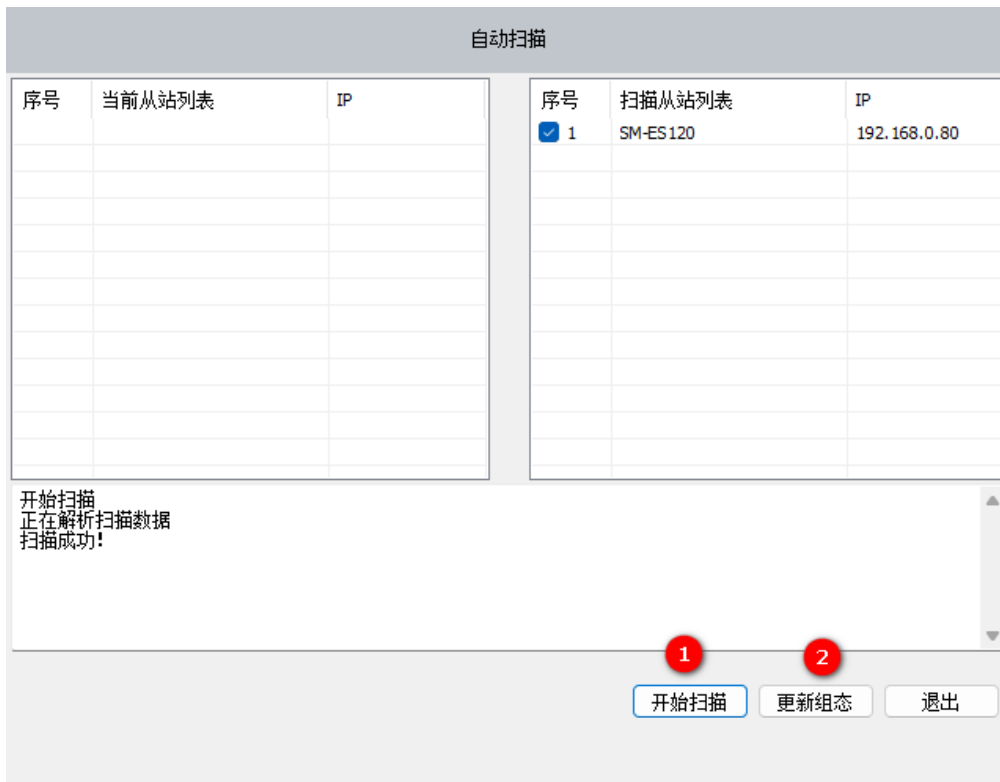 自动扫描
序号 当前从站列表 IP
序号 扫描从站列表 IP
1 SM-ES120 192.168.0.80
开始扫描
正在解析扫描数据
扫描成功!
1 2
开始扫描 更新组态 退出